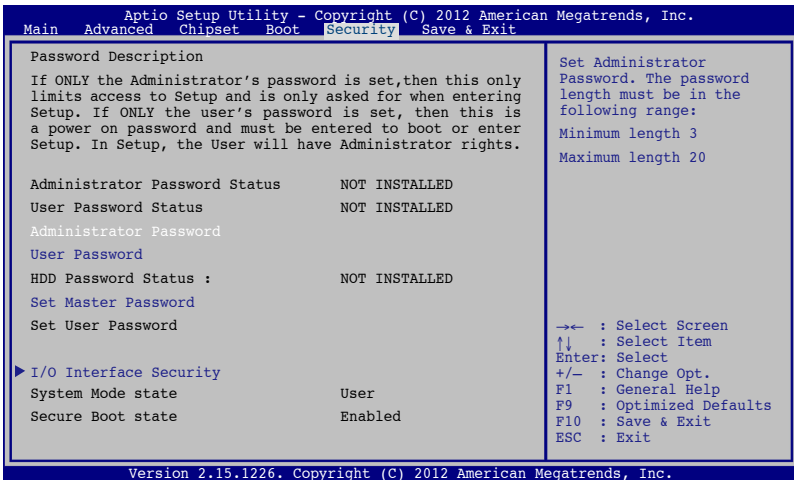 Aptio Setup Utility – Copyright (C) 2012 American Megatrends, Inc.
Main Advanced Chipset Boot Security Save & Exit
Password Description
If ONLY the Administrator's password is set,then this only
limits access to Setup and is only asked for when entering
Setup. If ONLY the user's password is set, then this is
a power on password and must be entered to boot or enter
Setup. In Setup, the User will have Administrator rights.
Administrator Password Status NOT INSTALLED
User Password Status NOT INSTALLED
Administrator Password
User Password
HDD Password Status : NOT INSTALLED
Set Master Password
Set User Password
I/O Interface Security
System Mode state User
Secure Boot state Enabled
Set Administrator
Password. The password
length must be in the
following range:
Minimum length 3
Maximum length 20
→← : Select Screen
↑↓ : Select Item
Enter: Select
+/— : Change Opt.
F1 : General Help
F9 : Optimized Defaults
F10 : Save & Exit
ESC : Exit
Version 2.15.1226. Copyright (C) 2012 American Megatrends, Inc.